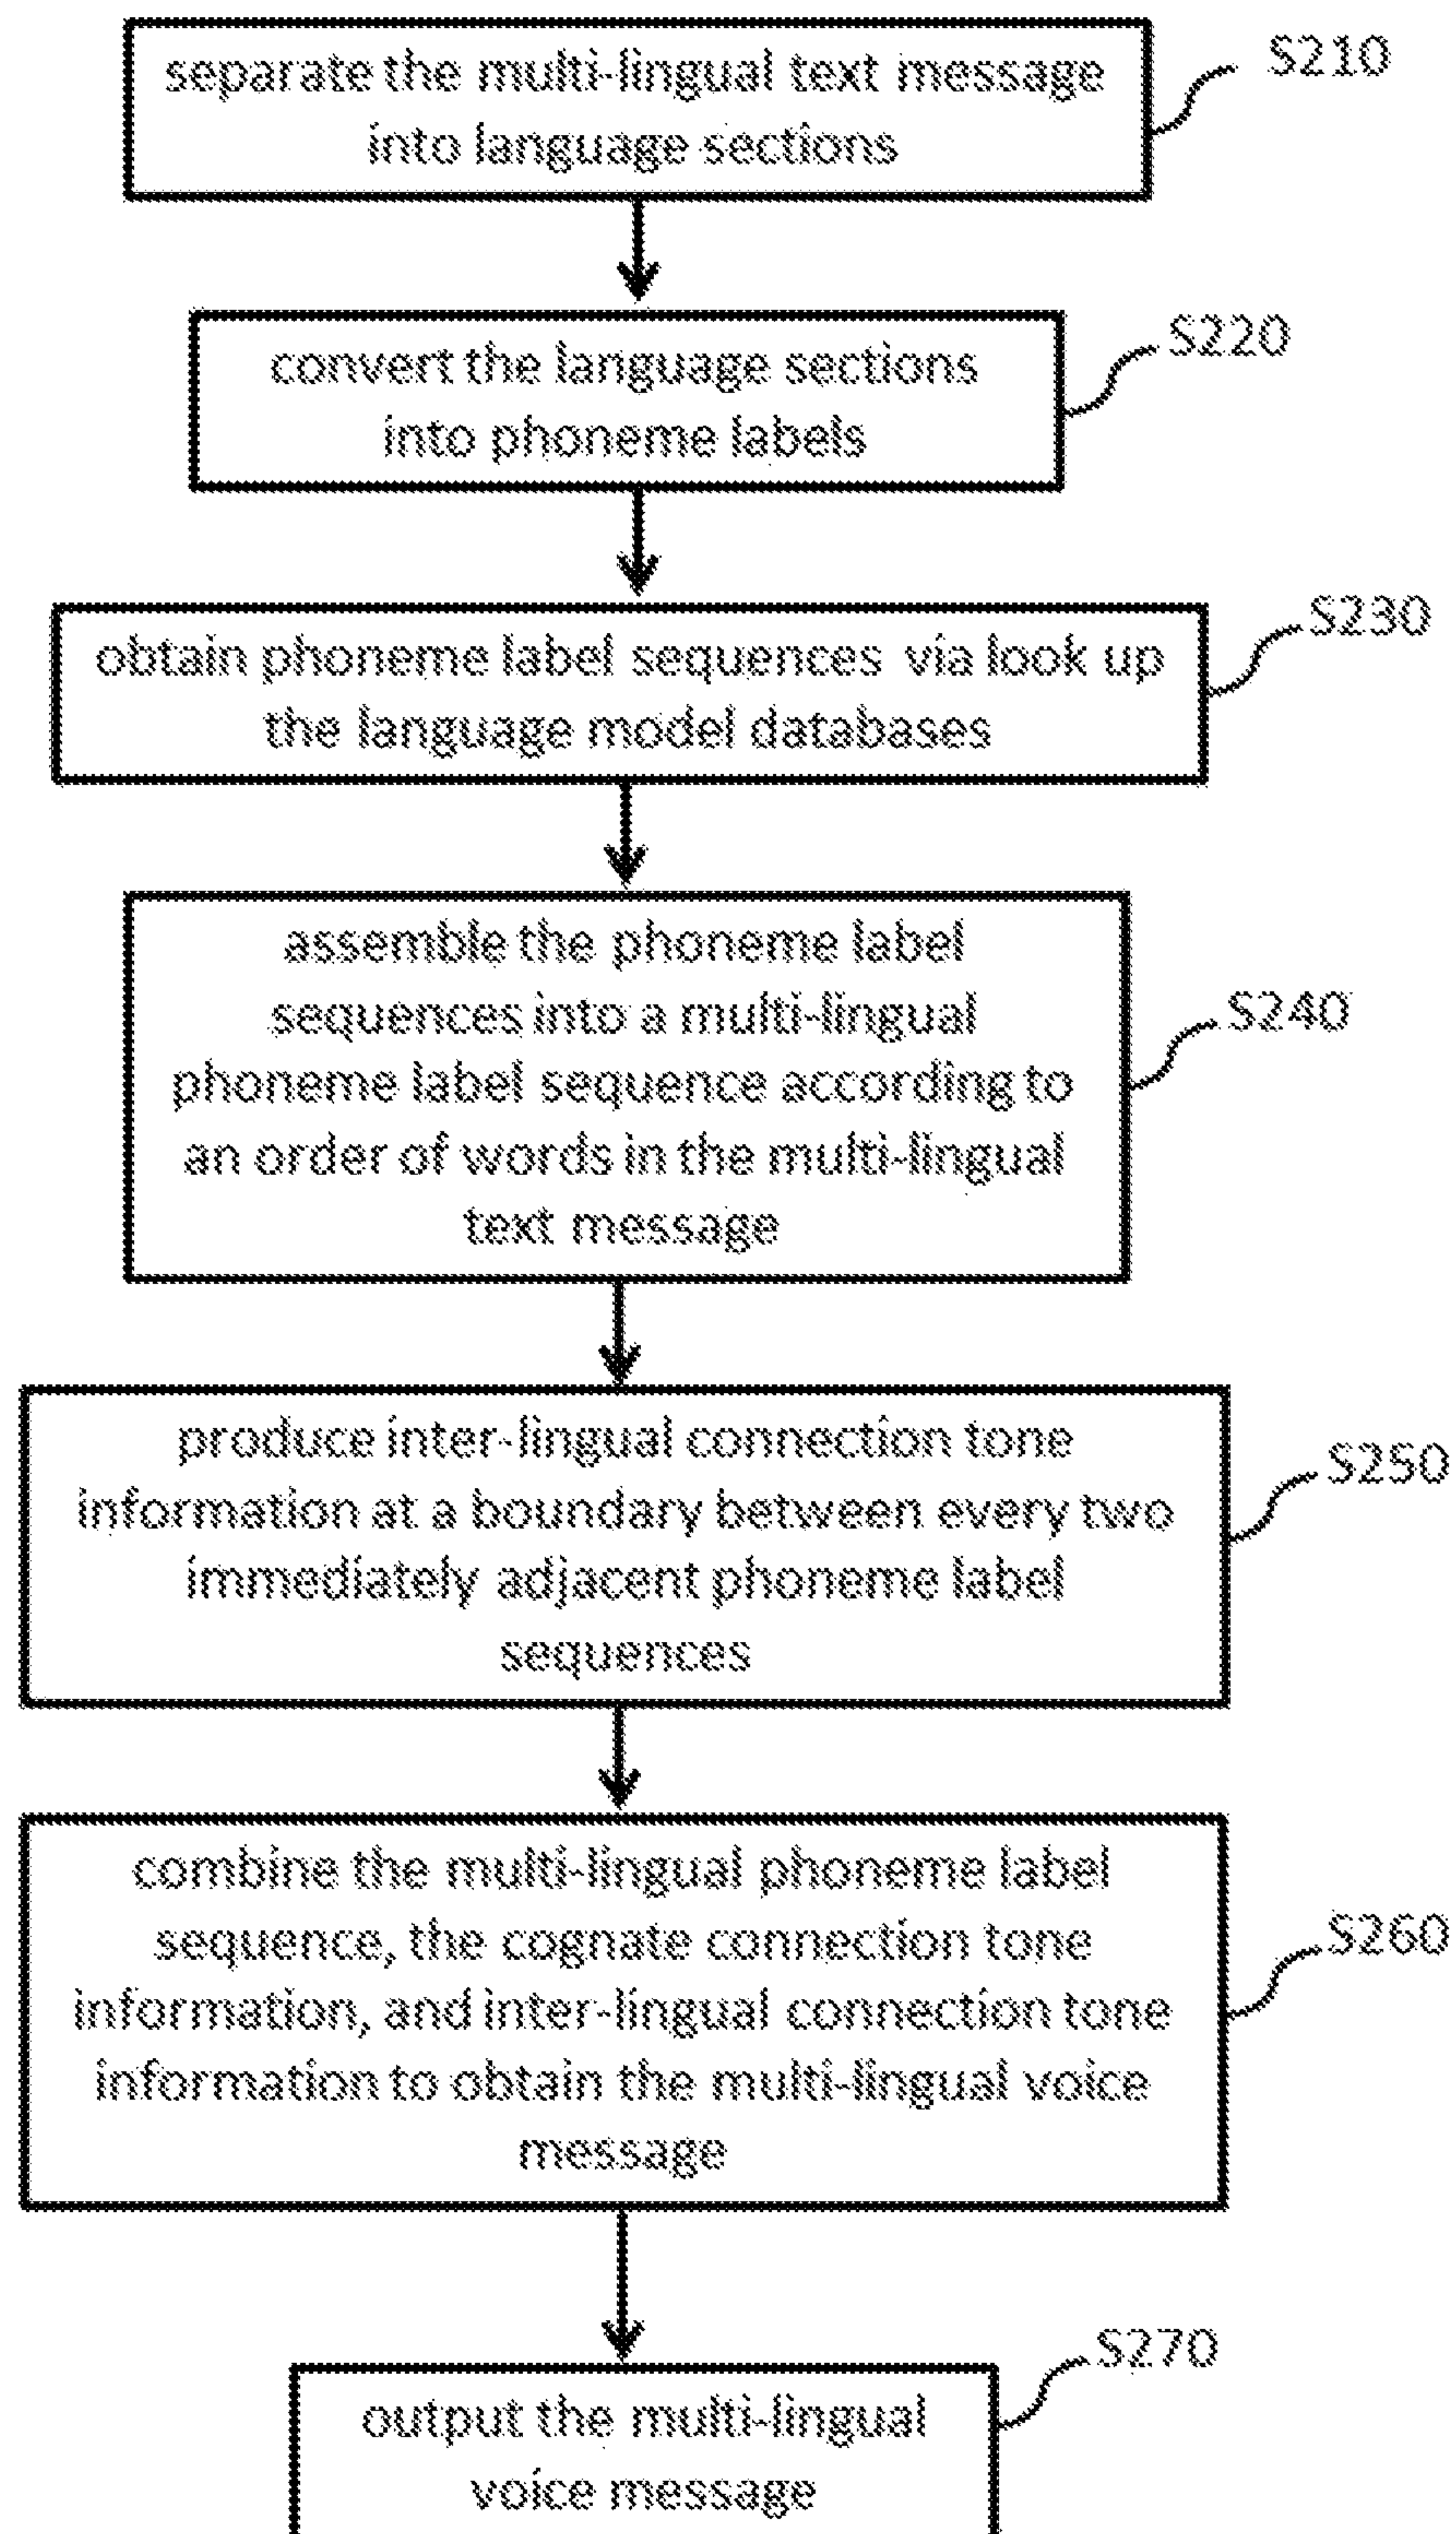 separate the multi-lingual text message
into language sections
S210
convert the language sections
into phoneme labels
S220
obtain phoneme label sequences via look up
the language model databases
S230
assemble the phoneme label
sequences into a multi-lingual
phoneme label sequence according to
an order of words in the multi-lingual
text message
S240
produce inter-lingual connection tone
information at a boundary between every two
immediately adjacent phoneme label
sequences
S250
combine the multi-lingual phoneme label
sequence, the cognate connection tone
information, and inter-lingual connection tone
information to obtain the multi-lingual voice
message
S260
output the multi-lingual
voice message
S270